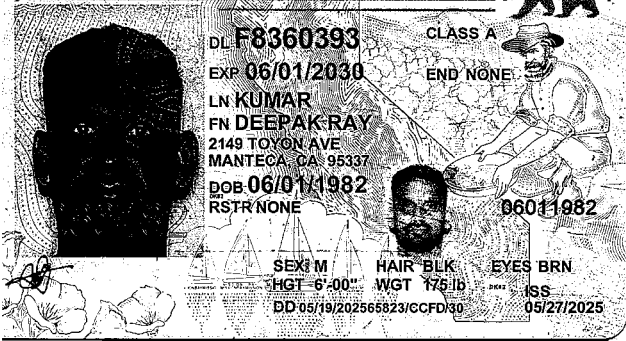 DL F8360393 CLASS A
EXP 06/01/2030 END NONE
LN KUMAR
FN DEEPAK RAY
2149 TOYON AVE
MANTECA, CA 95337
DOB 06/01/1982
RSTR NONE 06011982
SEX M HAIR BLK EYES BRN
HGT 6'-00" WGT 175 lb ISS
DD 05/19/202565823/CCFD/30 05/27/2025